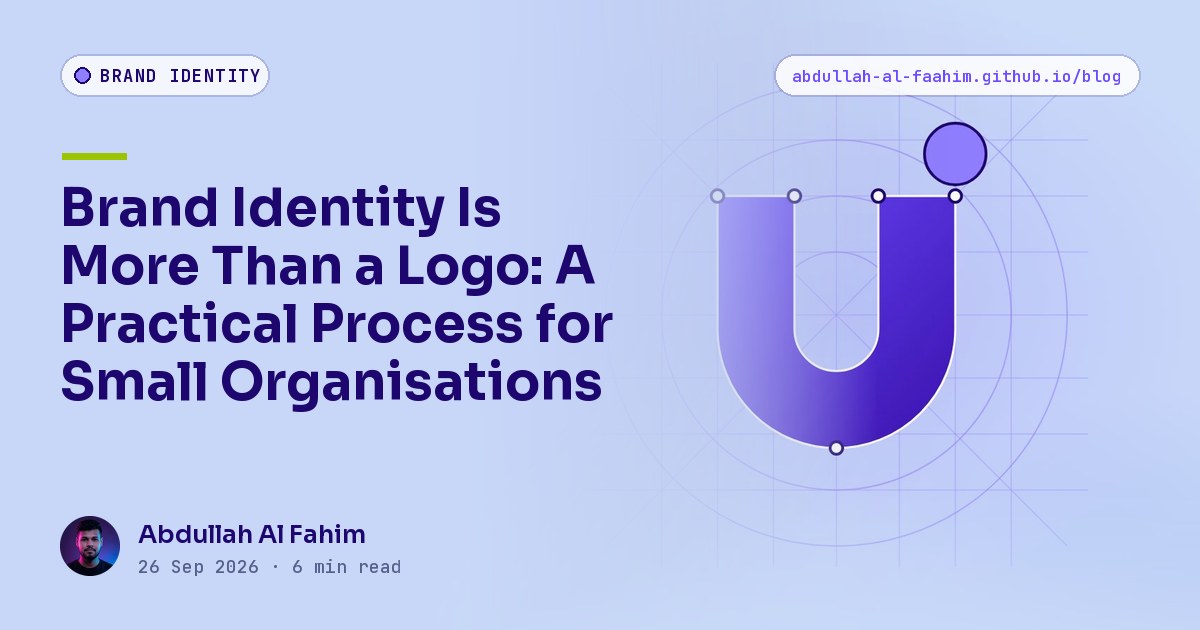 BRAND IDENTITY
abdullah-al-faahim.github.io/blog
Brand Identity Is
More Than a Logo: A
Practical Process for
Small Organisations
Abdullah Al Fahim
26 Sep 2026 · 6 min read